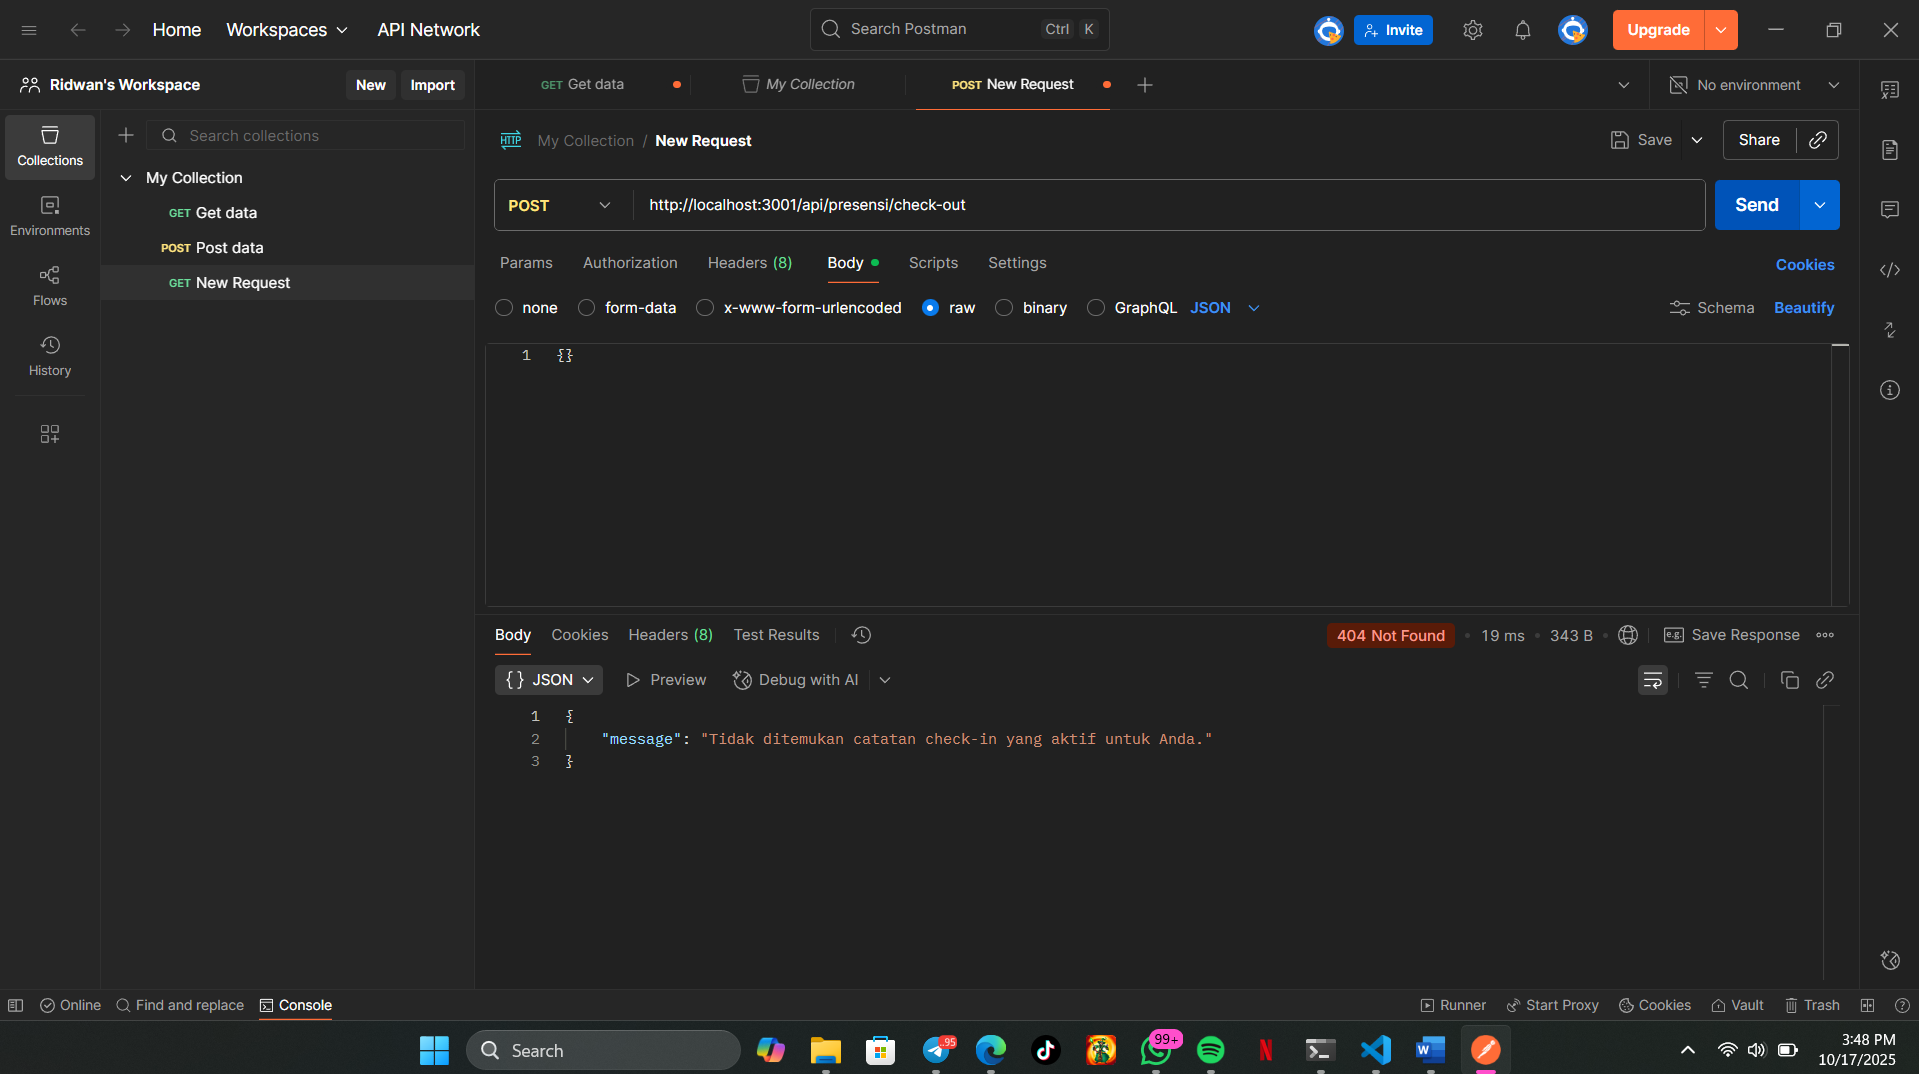 Home Workspaces API Network Search Postman Ctrl K Invite Upgrade
Ridwan's Workspace New Import GET Get data My Collection POST New Request No environment
Collections
Environments
Flows
History
Search collections
My Collection
GET Get data
POST Post data
GET New Request
HTTP My Collection / New Request Save Share
POST http://localhost:3001/api/presensi/check-out Send
Params Authorization Headers (8) Body Scripts Settings Cookies
none form-data x-www-form-urlencoded raw binary GraphQL JSON Schema Beautify
1 {}
Body Cookies Headers (8) Test Results 404 Not Found • 19 ms • 343 B • e.g. Save Response
{} JSON Preview Debug with AI
1 {
2 "message": "Tidak ditemukan catatan check-in yang aktif untuk Anda."
3 }
Online Find and replace Console Runner Start Proxy Cookies Vault Trash
Search ..95 99+ 3:48 PM
10/17/2025